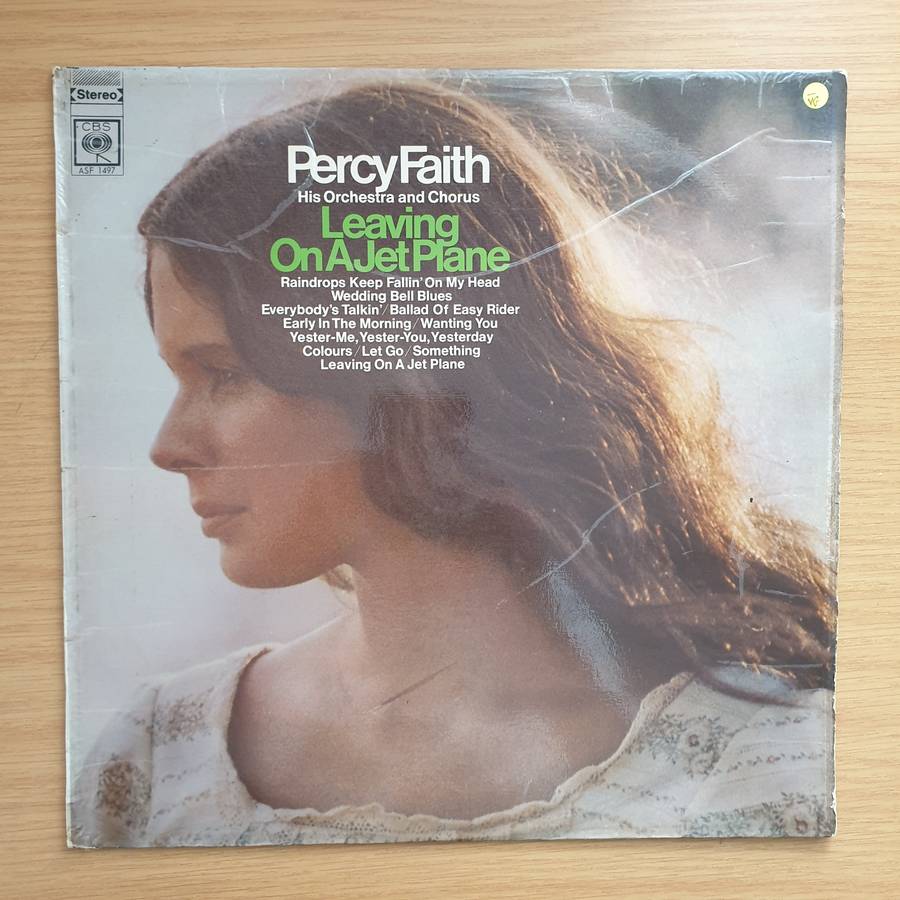 Stereo
CBS
ASF 1497
VG
Percy Faith
His Orchestra and Chorus
Leaving
On A Jet Plane
Raindrops Keep Fallin' On My Head
Wedding Bell Blues
Everybody's Talkin'/Ballad Of Easy Rider
Early In The Morning/Wanting You
Yester-Me, Yester-You, Yesterday
Colours/Let Go/Something
Leaving On A Jet Plane